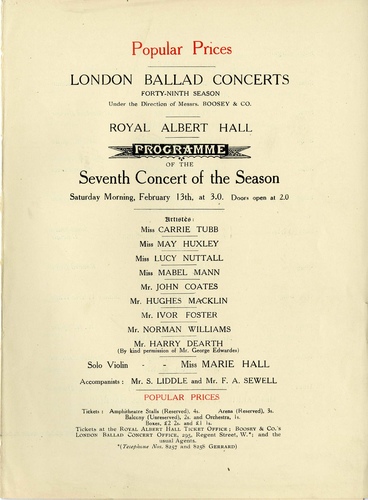 Popular Prices
LONDON BALLAD CONCERTS
FORTY-NINTH SEASON
Under the Direction of Messrs. BOOSEY & CO.
ROYAL ALBERT HALL
PROGRAMME
OF THE
Seventh Concert of the Season
Saturday Morning, February 13th, at 3.0. Doors open at 2.0
Artistes:
Miss CARRIE TUBB
Miss MAY HUXLEY
Miss LUCY NUTTALL
Miss MABEL MANN
Mr. JOHN COATES
Mr. HUGHES MACKLIN
Mr. IVOR FOSTER
Mr. NORMAN WILLIAMS
Mr. HARRY DEARTH
(By kind permission of Mr. George Edwardes)
Solo Violin - - Miss MARIE HALL
Accompanists: Mr. S. LIDDLE and Mr. F. A. SEWELL
POPULAR PRICES
Tickets: Amphitheatre Stalls (Reserved), 4s. Arena (Reserved), 3s.
Balcony (Unreserved), 2s. and Orchestra, 1s.
Boxes, £2 2s. and £1 1s.
Tickets at the ROYAL ALBERT HALL TICKET OFFICE; BOOSEY & CO.'S
LONDON BALLAD CONCERT OFFICE, 295, Regent Street, W.*; and the
usual Agents.
*(Telephone Nos. 8257 and 8258 GERRARD)